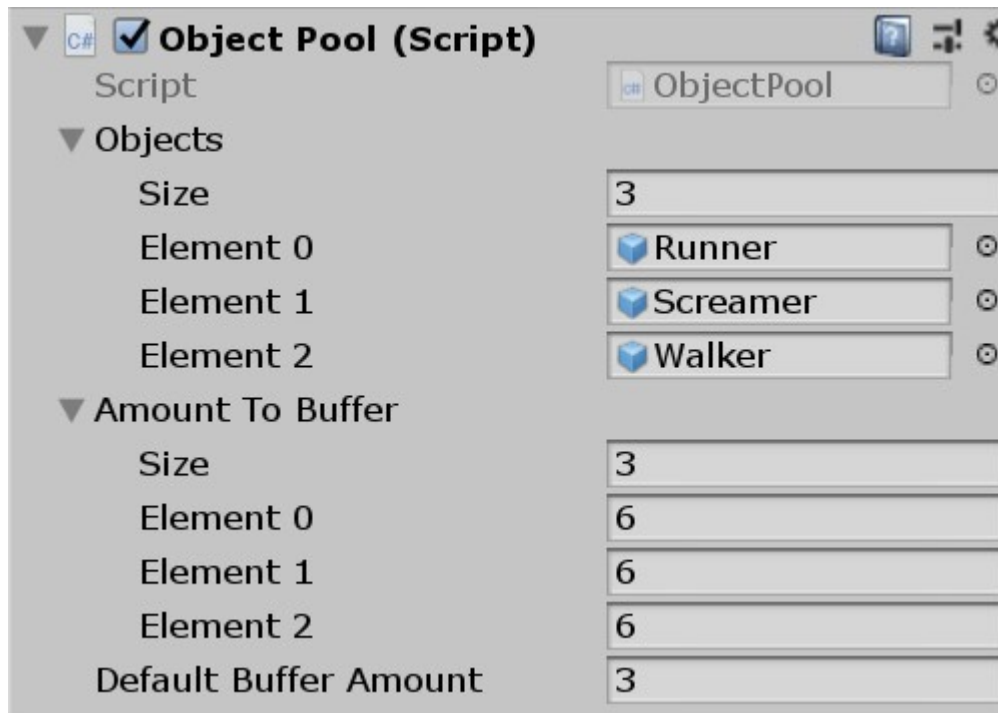 Object Pool (Script)
Script ObjectPool
Objects
Size 3
Element 0 Runner
Element 1 Screamer
Element 2 Walker
Amount To Buffer
Size 3
Element 0 6
Element 1 6
Element 2 6
Default Buffer Amount 3